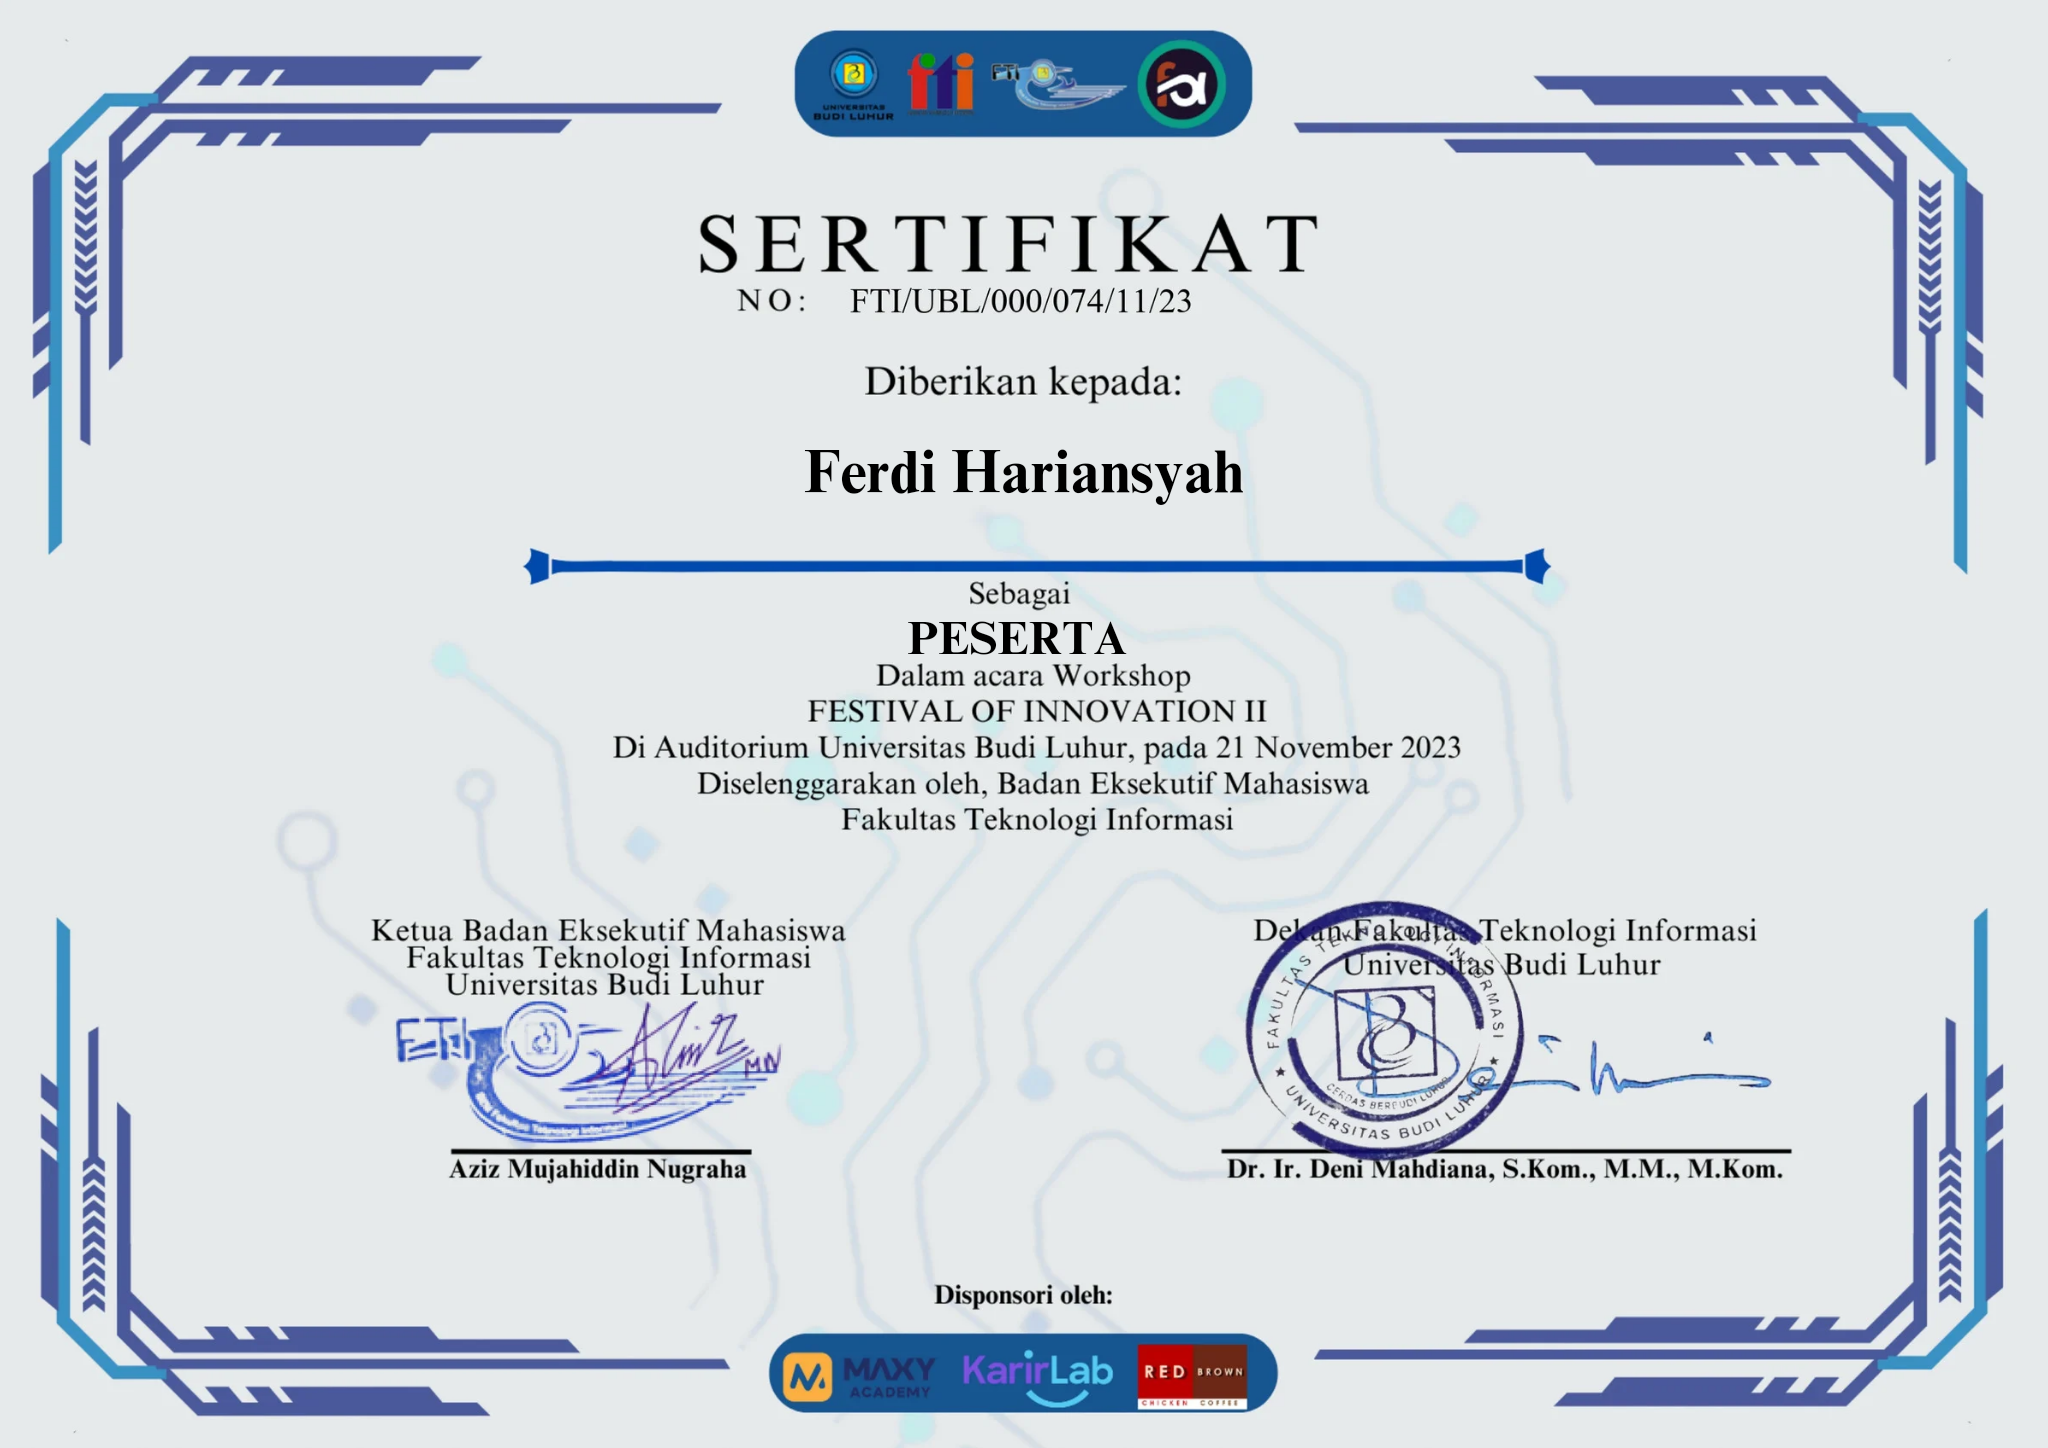 UNIVERSITAS
BUDI LUHUR
fti
FTI
fa
SERTIFIKAT
NO: FTI/UBL/000/074/11/23
Diberikan kepada:
Ferdi Hariansyah
Sebagai
PESERTA
Dalam acara Workshop
FESTIVAL OF INNOVATION II
Di Auditorium Universitas Budi Luhur, pada 21 November 2023
Diselenggarakan oleh, Badan Eksekutif Mahasiswa
Fakultas Teknologi Informasi
Ketua Badan Eksekutif Mahasiswa
Fakultas Teknologi Informasi
Universitas Budi Luhur
FTI
Aziz Mujahiddin Nugraha
Dekan Fakultas Teknologi Informasi
Universitas Budi Luhur
FAKULTAS TEKNOLOGI INFORMASI
CERDAS BERBUDI LUHUR
★ UNIVERSITAS BUDI LUHUR ★
Dr. Ir. Deni Mahdiana, S.Kom., M.M., M.Kom.
Disponsori oleh:
MAXY
ACADEMY
KarirLab
RED BROWN
CHICKEN COFFEE